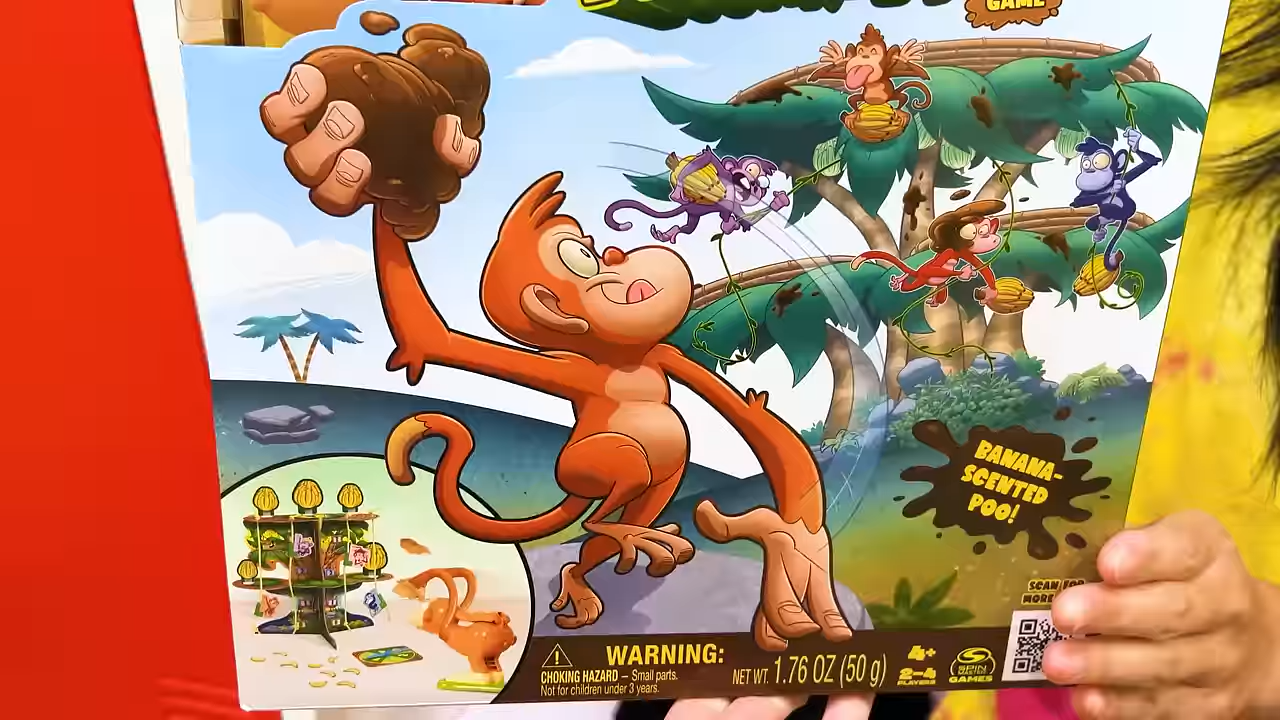 GAME
BANANA-
SCENTED
POO!
SCAN FOR
MORE
WARNING:
CHOKING HAZARD – Small parts.
Not for children under 3 years.
NET WT. 1.76 OZ (50 g)
4+
2-4
PLAYERS
SPIN
MASTER
GAMES